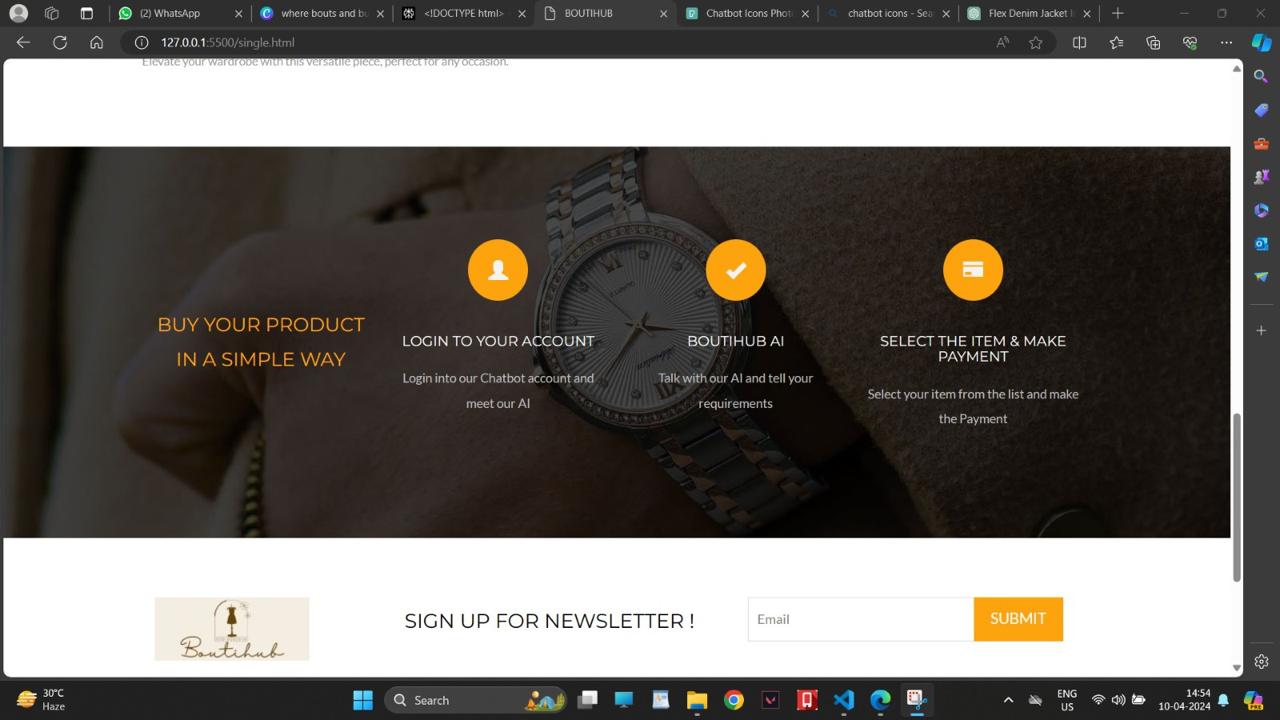 (2) WhatsApp
where bouts and bu
<!DOCTYPE html>
BOUTIHUB
Chatbot Icons Phot
chatbot icons - Sea
Flex Denim Jacket I
127.0.0.1:5500/single.html
Elevate your wardrobe with this versatile piece, perfect for any occasion.
BUY YOUR PRODUCT
IN A SIMPLE WAY
LOGIN TO YOUR ACCOUNT
Login into our Chatbot account and
meet our AI
BOUTIHUB AI
Talk with our AI and tell your
requirements
SELECT THE ITEM & MAKE
PAYMENT
Select your item from the list and make
the Payment
Boutihub
SIGN UP FOR NEWSLETTER !
Email
SUBMIT
30°C
Haze
Search
ENG
US
14:54
10-04-2024